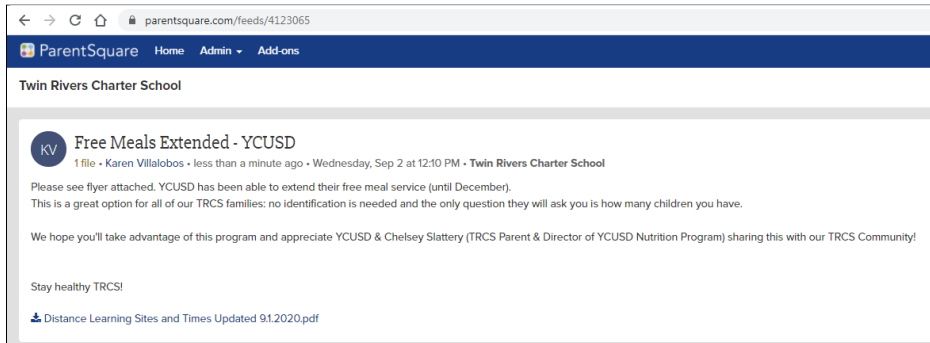 parentsquare.com/feeds/4123065
ParentSquare Home Admin Add-ons
Twin Rivers Charter School
KV
Free Meals Extended - YCUSD
1 file • Karen Villalobos • less than a minute ago • Wednesday, Sep 2 at 12:10 PM • Twin Rivers Charter School
Please see flyer attached. YCUSD has been able to extend their free meal service (until December).
This is a great option for all of our TRCS families: no identification is needed and the only question they will ask you is how many children you have.
We hope you'll take advantage of this program and appreciate YCUSD & Chelsey Slattery (TRCS Parent & Director of YCUSD Nutrition Program) sharing this with our TRCS Community!
Stay healthy TRCS!
Distance Learning Sites and Times Updated 9.1.2020.pdf